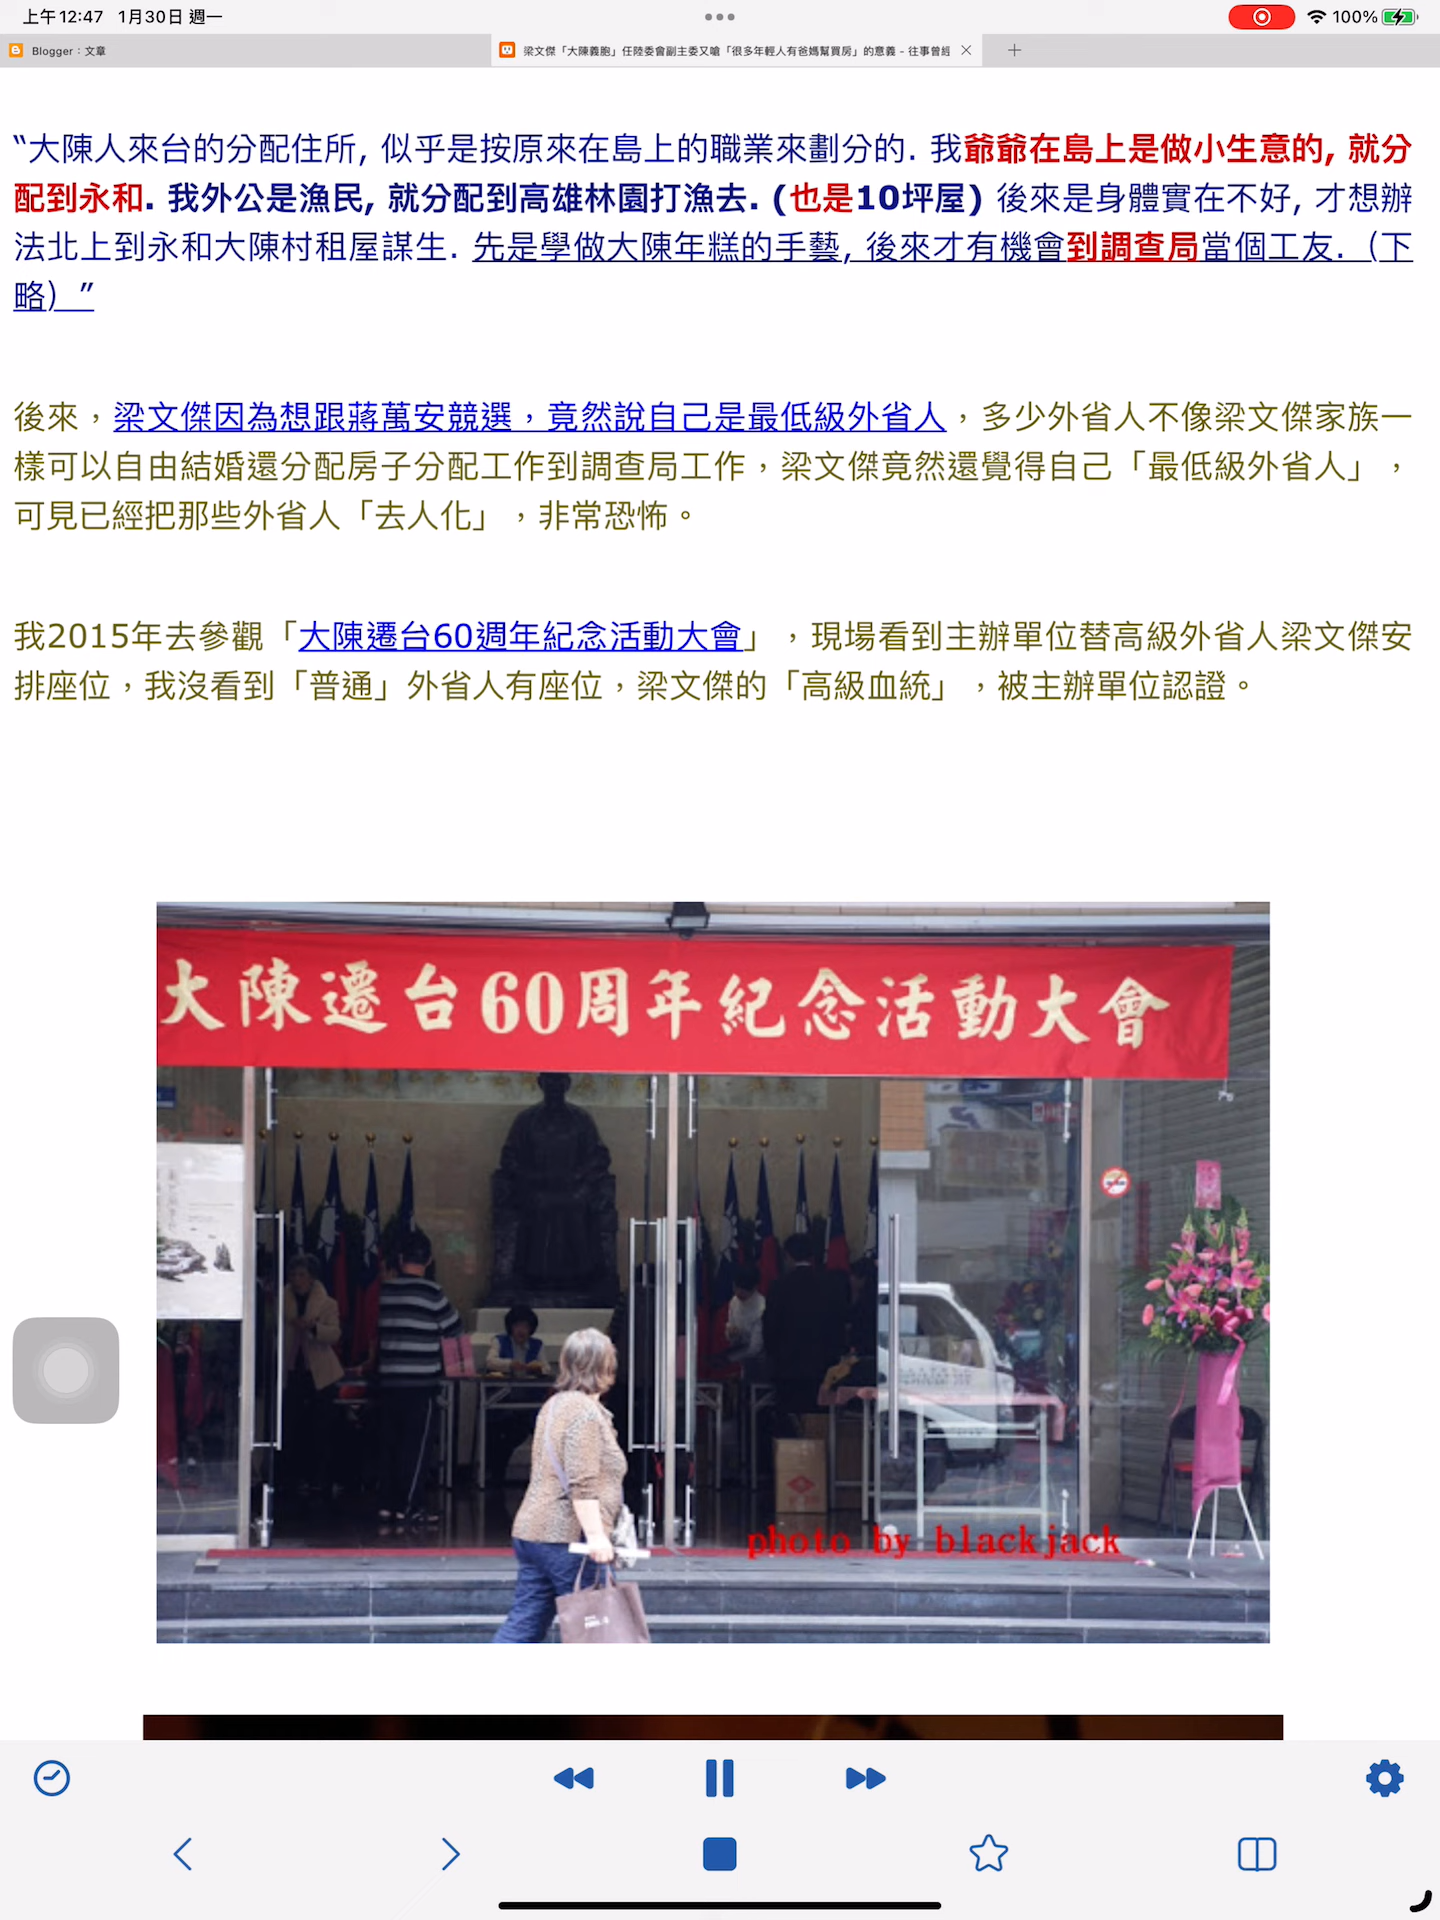 上午12:47 1月30日 週一
100%
Blogger：文章
梁文傑「大陳義胞」任陸委會副主委又嗆「很多年輕人有爸媽幫買房」的意義 - 往事曾經
“大陳人來台的分配住所, 似乎是按原來在島上的職業來劃分的. 我爺爺在島上是做小生意的, 就分
配到永和. 我外公是漁民, 就分配到高雄林園打漁去. (也是10坪屋) 後來是身體實在不好, 才想辦
法北上到永和大陳村租屋謀生. 先是學做大陳年糕的手藝, 後來才有機會到調查局當個工友. (下
略) ”
後來，梁文傑因為想跟蔣萬安競選，竟然說自己是最低級外省人，多少外省人不像梁文傑家族一
樣可以自由結婚還分配房子分配工作到調查局工作，梁文傑竟然還覺得自己「最低級外省人」，
可見已經把那些外省人「去人化」，非常恐怖。
我2015年去參觀「大陳遷台60週年紀念活動大會」，現場看到主辦單位替高級外省人梁文傑安
排座位，我沒看到「普通」外省人有座位，梁文傑的「高級血統」，被主辦單位認證。
大陳遷台60周年紀念活動大會
photo by blackjack